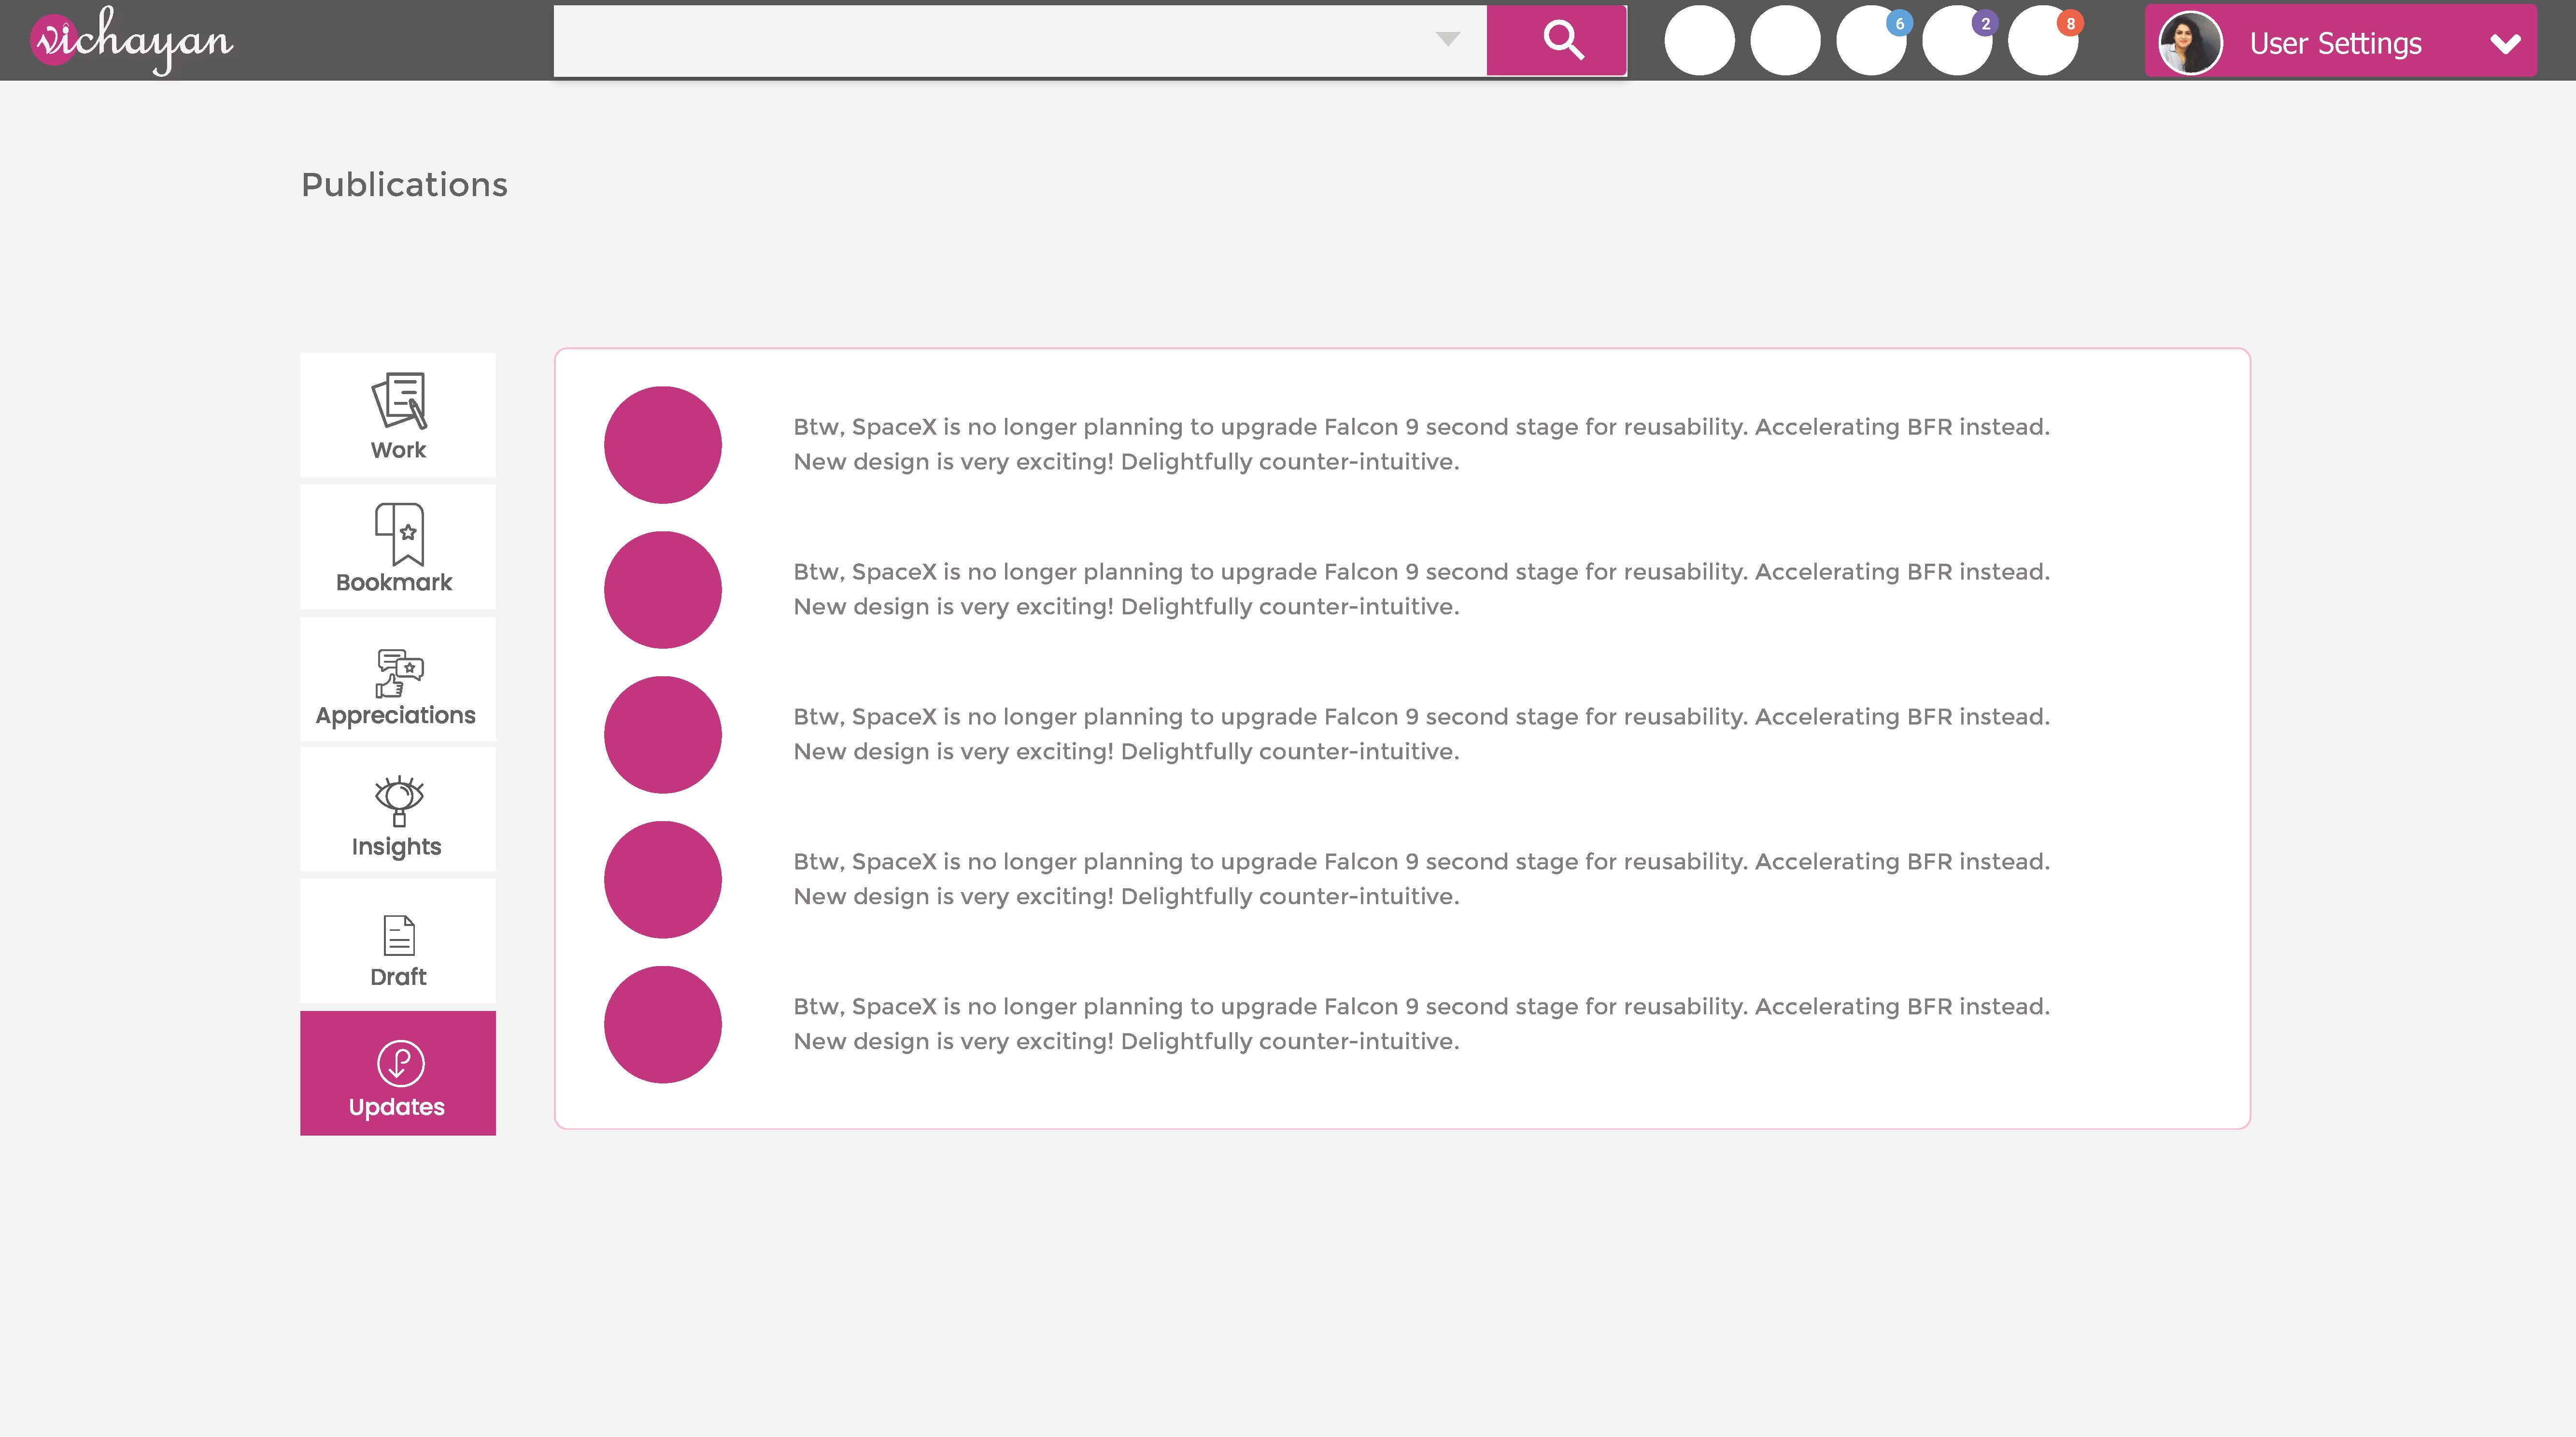 vichayan
6
2
8
User Settings
Publications
Work
Bookmark
Appreciations
Insights
Draft
Updates
Btw, SpaceX is no longer planning to upgrade Falcon 9 second stage for reusability. Accelerating BFR instead.
New design is very exciting! Delightfully counter-intuitive.
Btw, SpaceX is no longer planning to upgrade Falcon 9 second stage for reusability. Accelerating BFR instead.
New design is very exciting! Delightfully counter-intuitive.
Btw, SpaceX is no longer planning to upgrade Falcon 9 second stage for reusability. Accelerating BFR instead.
New design is very exciting! Delightfully counter-intuitive.
Btw, SpaceX is no longer planning to upgrade Falcon 9 second stage for reusability. Accelerating BFR instead.
New design is very exciting! Delightfully counter-intuitive.
Btw, SpaceX is no longer planning to upgrade Falcon 9 second stage for reusability. Accelerating BFR instead.
New design is very exciting! Delightfully counter-intuitive.